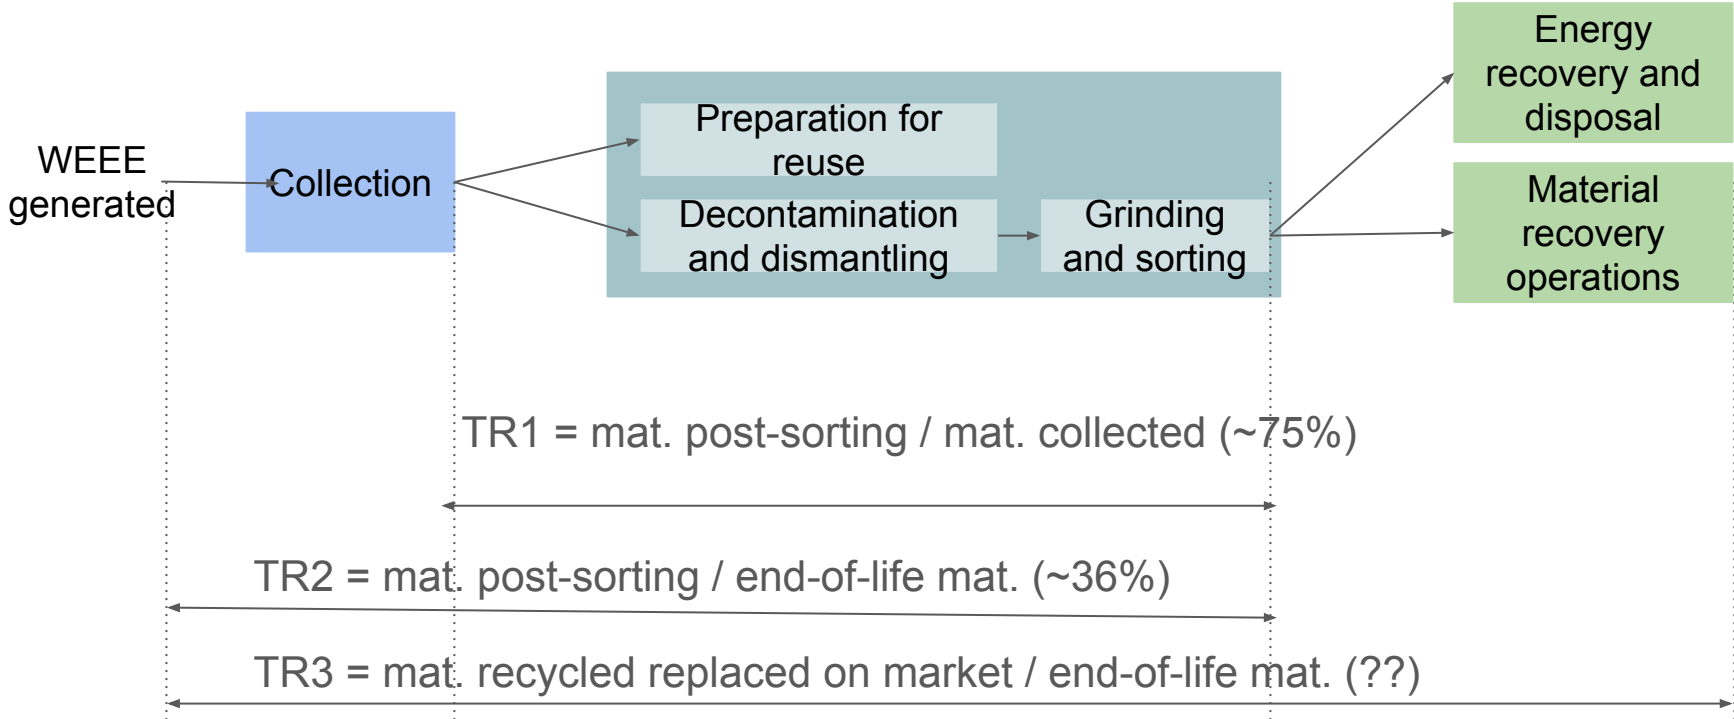 WEEE
generated
Collection
Preparation for
reuse
Decontamination
and dismantling
Grinding
and sorting
Energy
recovery and
disposal
Material
recovery
operations
TR1 = mat. post-sorting / mat. collected (~75%)
TR2 = mat. post-sorting / end-of-life mat. (~36%)
TR3 = mat. recycled replaced on market / end-of-life mat. (??)